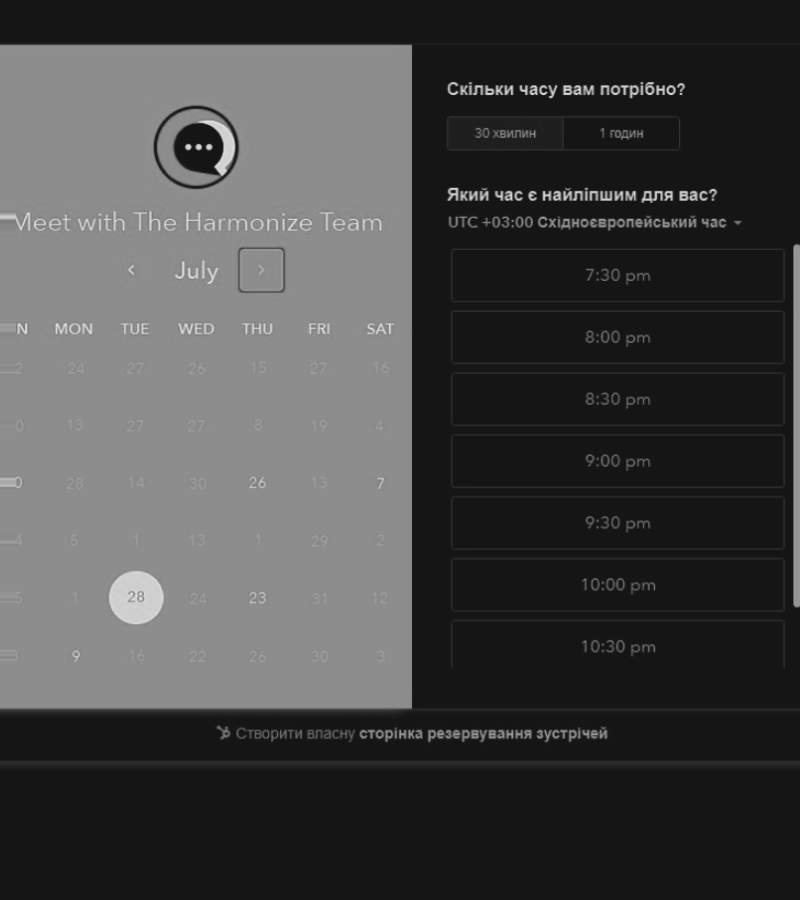 Meet with The Harmonize Team
July
N MON TUE WED THU FRI SAT
2 24 27 26 15 27 16
0 13 27 27 8 19 4
0 28 14 30 26 13 7
4 5 1 13 1 29 2
5 1 28 24 23 31 12
9 16 22 26 30 3
Скільки часу вам потрібно?
30 хвилин 1 годин
Який час є найліпшим для вас?
UTC +03:00 Східноєвропейський час
7:30 pm
8:00 pm
8:30 pm
9:00 pm
9:30 pm
10:00 pm
10:30 pm
Створити власну сторінка резервування зустрічей